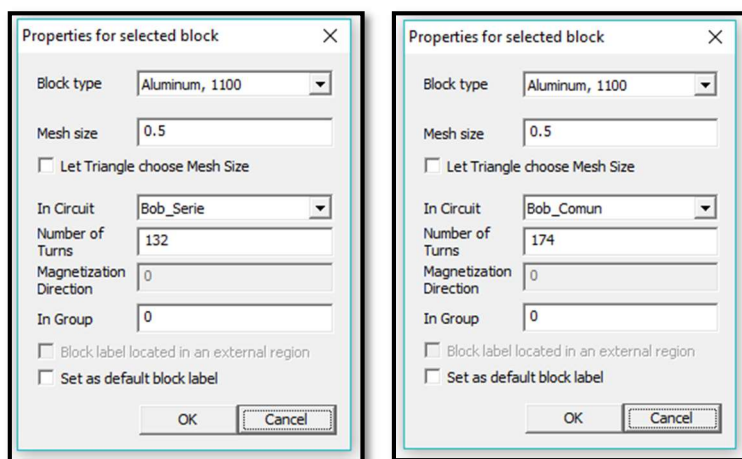 Properties for selected block
Block type Aluminum, 1100
Mesh size 0.5
Let Triangle choose Mesh Size
In Circuit Bob_Serie
Number of
Turns 132
Magnetization
Direction 0
In Group 0
Block label located in an external region
Set as default block label
OK Cancel
Properties for selected block
Block type Aluminum, 1100
Mesh size 0.5
Let Triangle choose Mesh Size
In Circuit Bob_Comun
Number of
Turns 174
Magnetization
Direction 0
In Group 0
Block label located in an external region
Set as default block label
OK Cancel